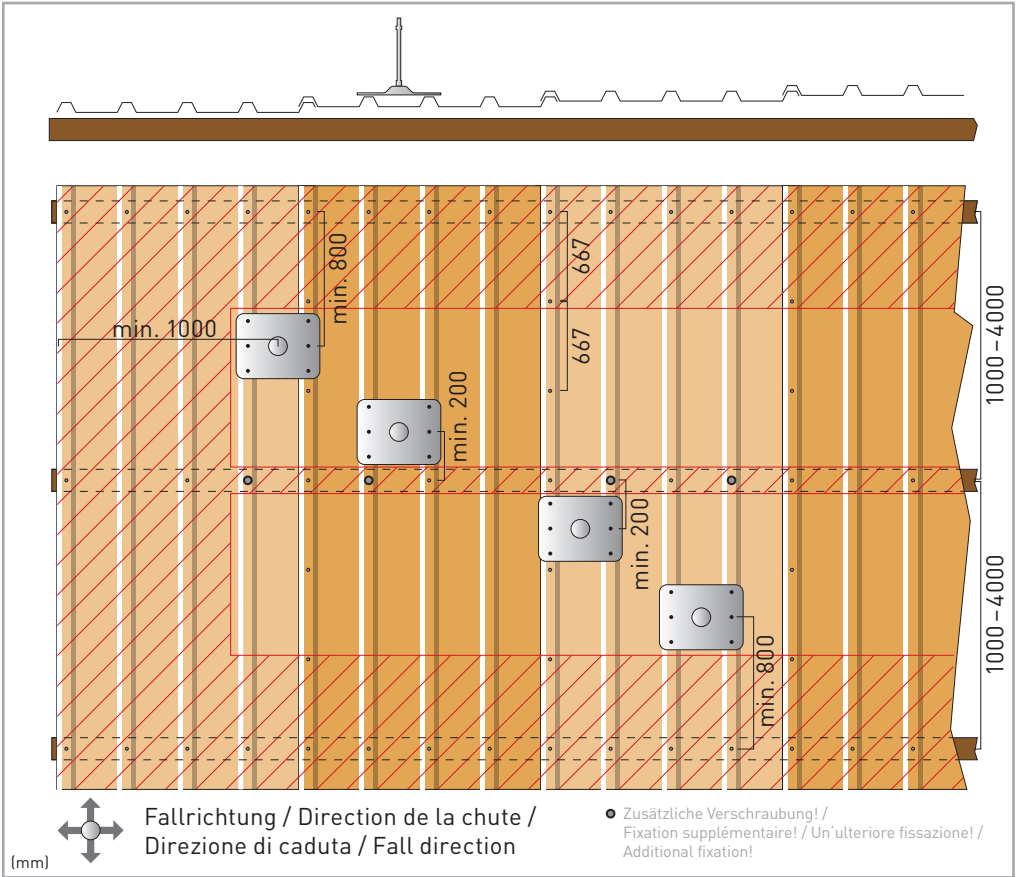 min. 800
667
min. 1000
667
1000–4000
min. 200
min. 200
1000–4000
min. 800
Fallrichtung / Direction de la chute /
Direzione di caduta / Fall direction
Zusätzliche Verschraubung! /
Fixation supplémentaire! / Un'ulteriore fissazione! /
Additional fixation!
(mm)